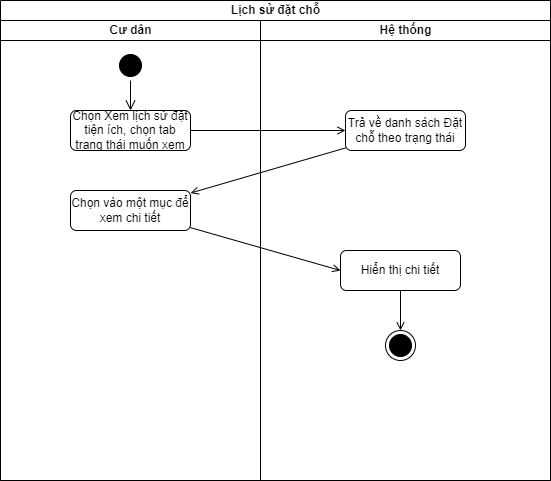 Lịch sử đặt chỗ
Cư dân
Hệ thống
Chọn Xem lịch sử đặt
tiện ích, chọn tab
trạng thái muốn xem
Trả về danh sách Đặt
chỗ theo trạng thái
Chọn vào một mục để
xem chi tiết
Hiển thị chi tiết